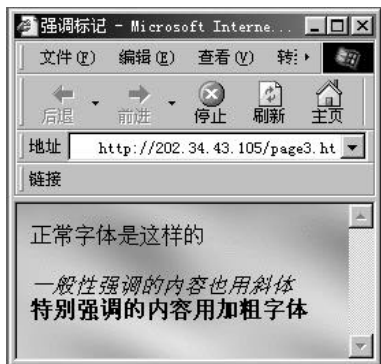 强调标记 - Microsoft Interne...
文件(F) 编辑(E) 查看(V) 转
后退 前进 停止 刷新 主页
地址 http://202.34.43.105/page3.ht
链接
正常字体是这样的
一般性强调的内容也用斜体
特别强调的内容用加粗字体